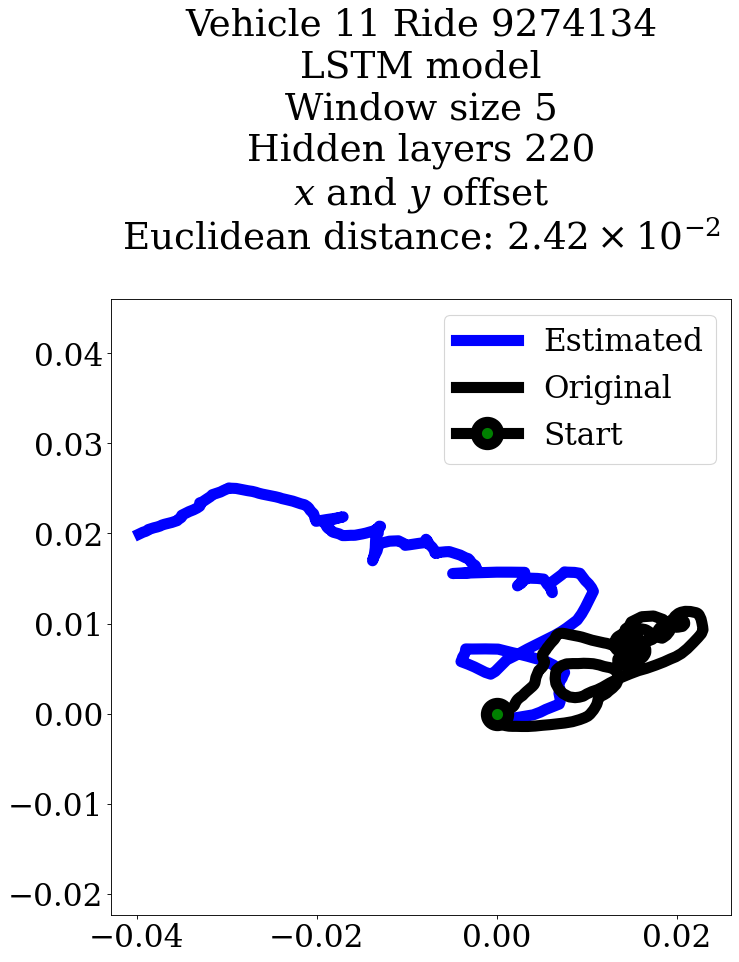 Vehicle 11 Ride 9274134
LSTM model
Window size 5
Hidden layers 220
x and y offset
Euclidean distance: 2.42 × 10⁻²
Estimated
Original
Start
0.04
0.03
0.02
0.01
0.00
−0.01
−0.02
−0.04
−0.02
0.00
0.02